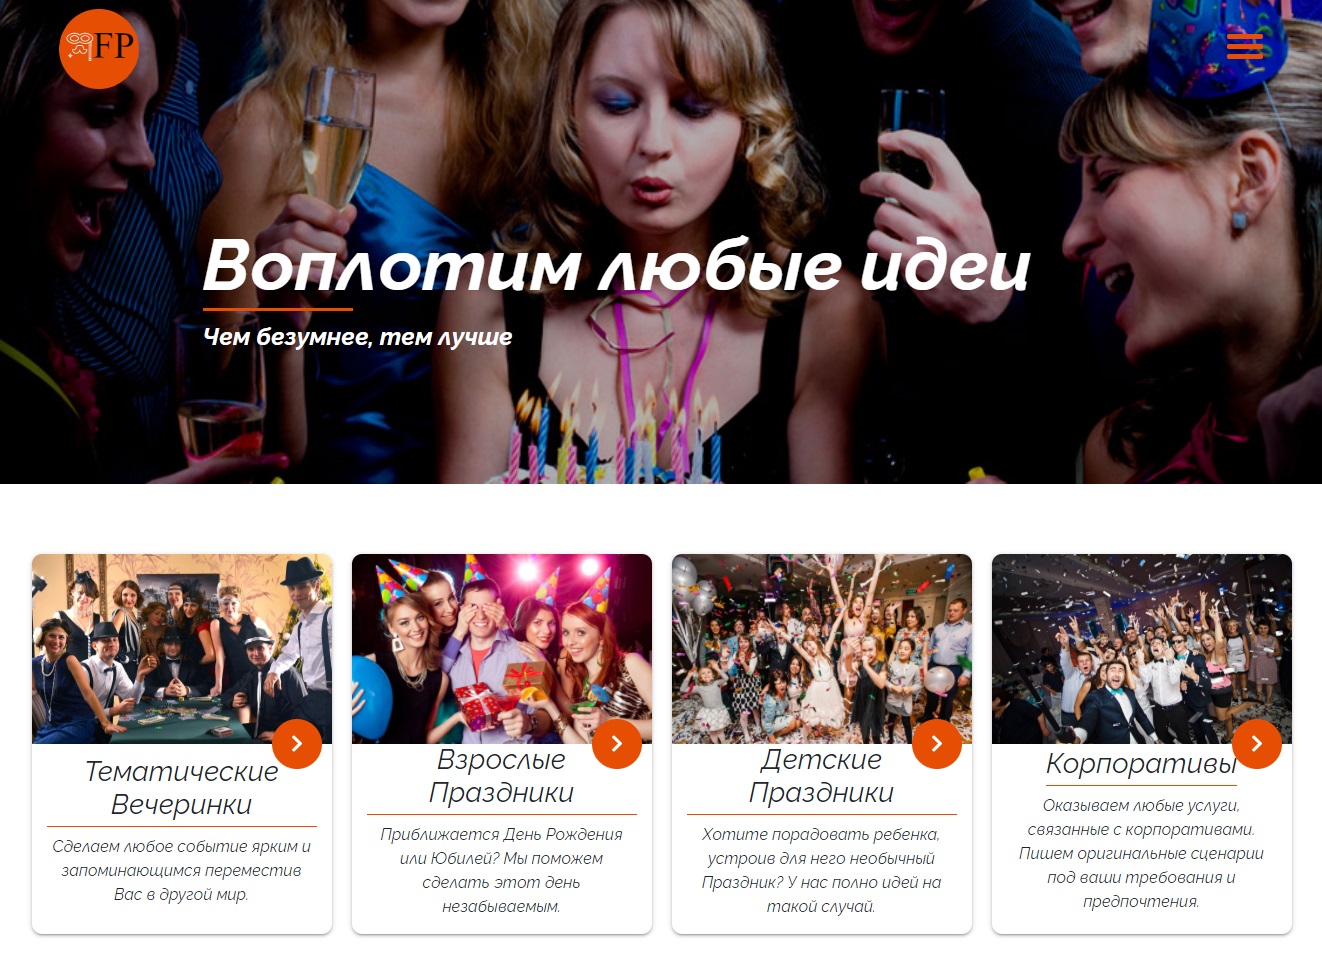 FP
Воплотим любые идеи
Чем безумнее, тем лучше
Тематические
Вечеринки
Сделаем любое событие ярким и
запоминающимся переместив
Вас в другой мир.
Взрослые
Праздники
Приближается День Рождения
или Юбилей? Мы поможем
сделать этот день
незабываемым.
Детские
Праздники
Хотите порадовать ребенка,
устроив для него необычный
Праздник? У нас полно идей на
такой случай.
Корпоративы
Оказываем любые услуги,
связанные с корпоративами.
Пишем оригинальные сценарии
под ваши требования и
предпочтения.